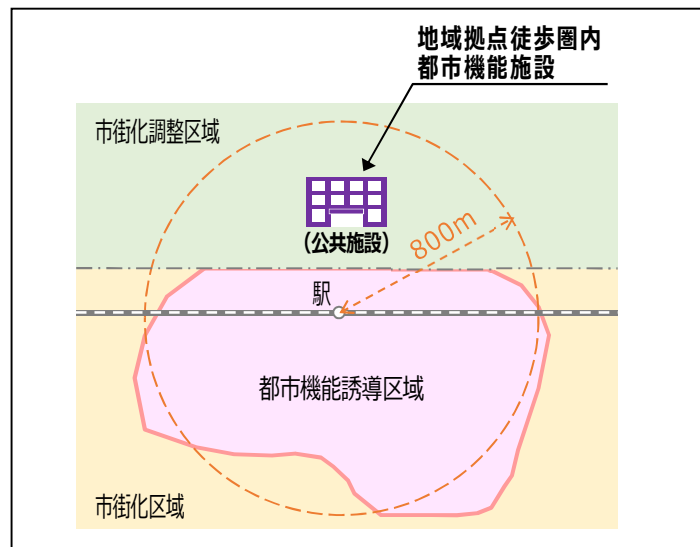 地域拠点徒歩圏内
都市機能施設
市街化調整区域
（公共施設）
800m
駅
都市機能誘導区域
市街化区域